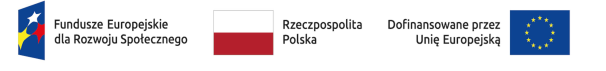 Fundusze Europejskie
dla Rozwoju Społecznego
Rzeczpospolita
Polska
Dofinansowane przez
Unię Europejską